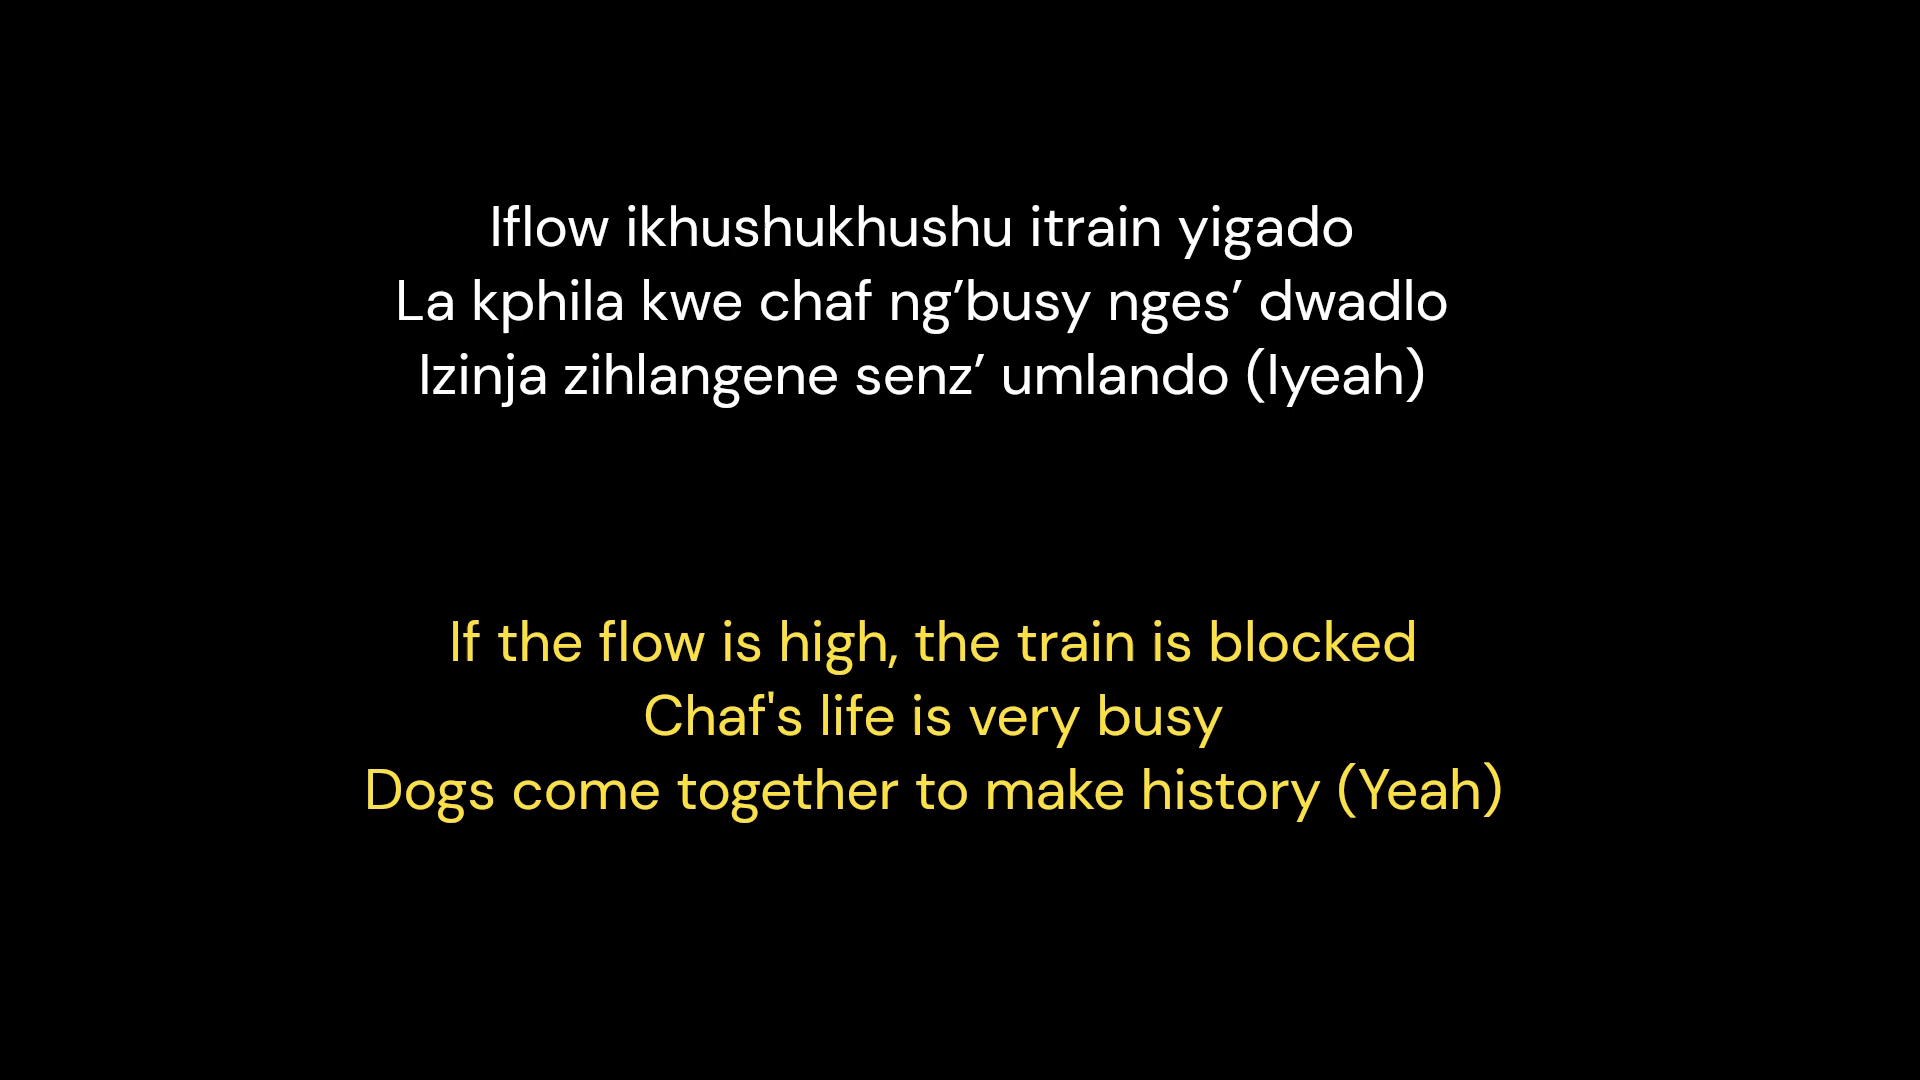 Iflow ikhushukhushu itrain yigado
La kphila kwe chaf ng’busy nges’ dwadlo
Izinja zihlangene senz’ umlando (Iyeah)
If the flow is high, the train is blocked
Chaf's life is very busy
Dogs come together to make history (Yeah)